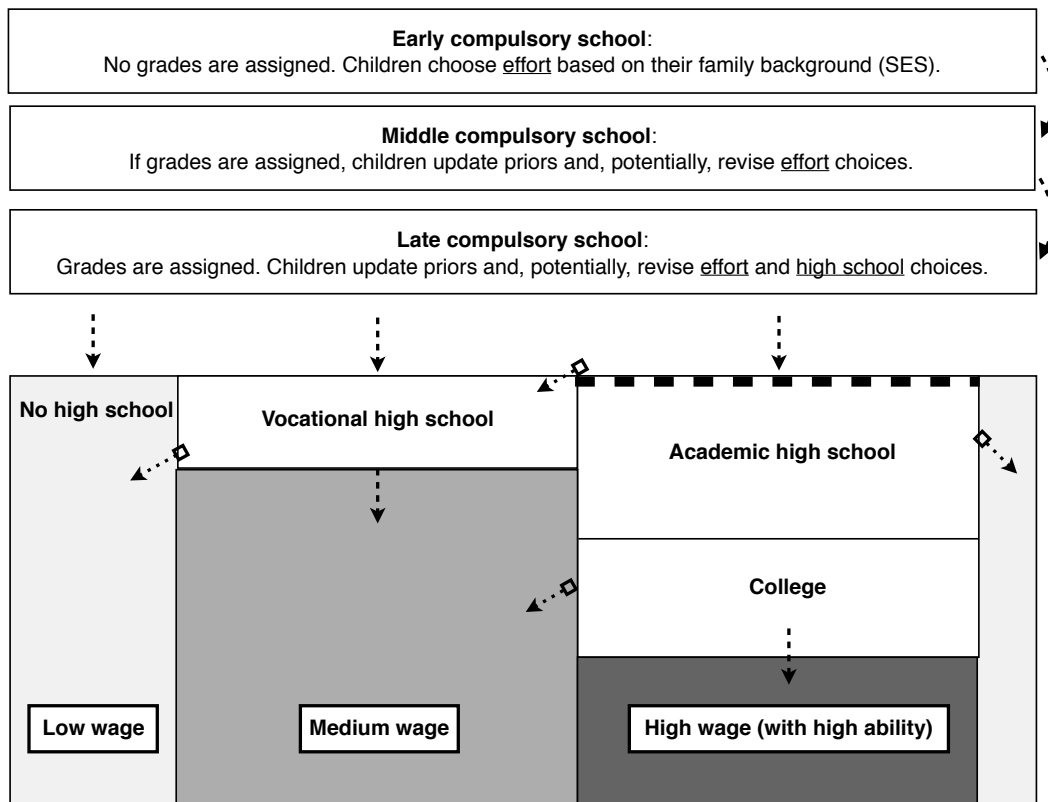 Early compulsory school:
No grades are assigned. Children choose effort based on their family background (SES).
Middle compulsory school:
If grades are assigned, children update priors and, potentially, revise effort choices.
Late compulsory school:
Grades are assigned. Children update priors and, potentially, revise effort and high school choices.
No high school
Vocational high school
Academic high school
College
Low wage
Medium wage
High wage (with high ability)